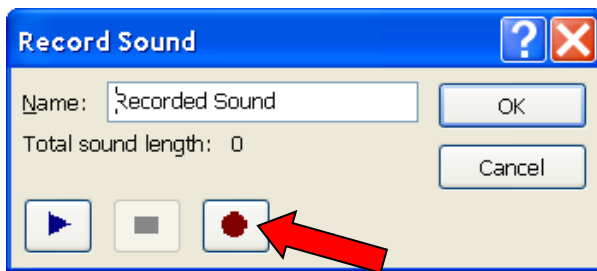 Record Sound
Name: Recorded Sound
OK
Total sound length: 0
Cancel